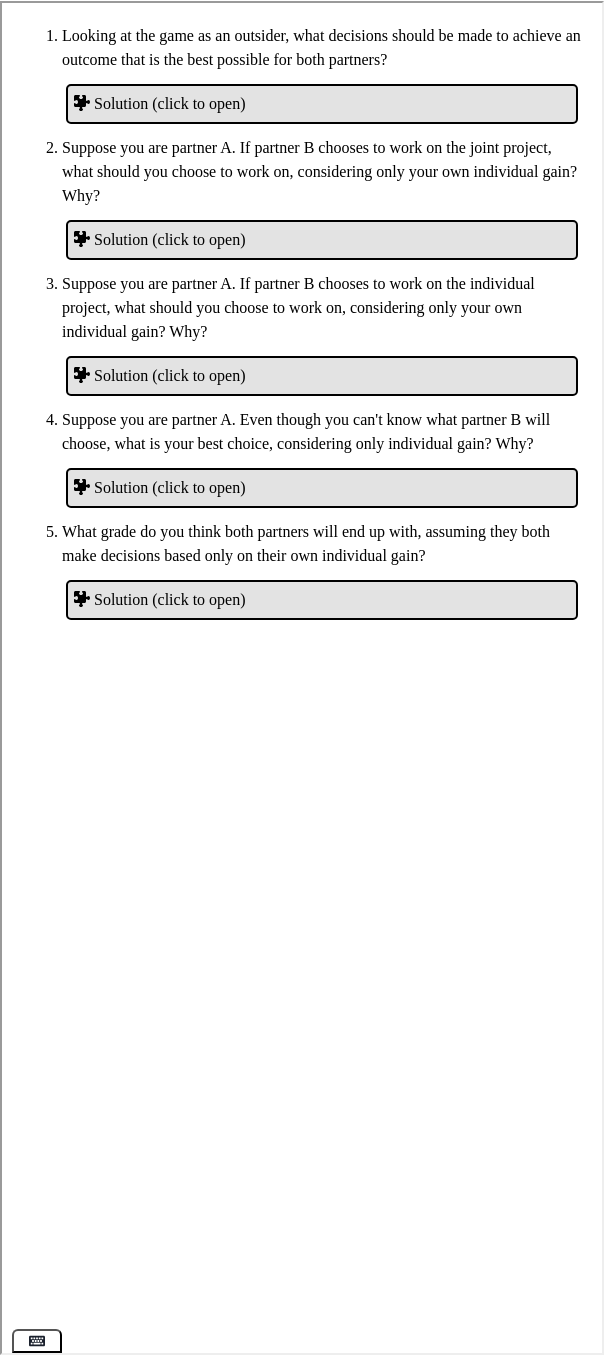 1. Looking at the game as an outsider, what decisions should be made to achieve an
outcome that is the best possible for both partners?
Solution (click to open)
2. Suppose you are partner A. If partner B chooses to work on the joint project,
what should you choose to work on, considering only your own individual gain?
Why?
Solution (click to open)
3. Suppose you are partner A. If partner B chooses to work on the individual
project, what should you choose to work on, considering only your own
individual gain? Why?
Solution (click to open)
4. Suppose you are partner A. Even though you can't know what partner B will
choose, what is your best choice, considering only individual gain? Why?
Solution (click to open)
5. What grade do you think both partners will end up with, assuming they both
make decisions based only on their own individual gain?
Solution (click to open)